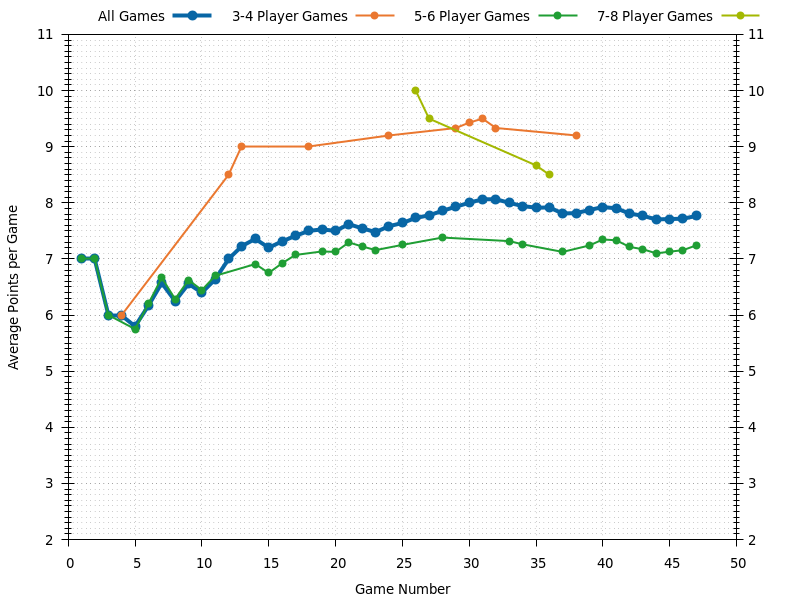 All Games 3-4 Player Games 5-6 Player Games 7-8 Player Games
11 11
10 10
9 9
8 8
7 7
6 6
5 5
4 4
3 3
2 2
0 5 10 15 20 25 30 35 40 45 50
Average Points per Game
Game Number